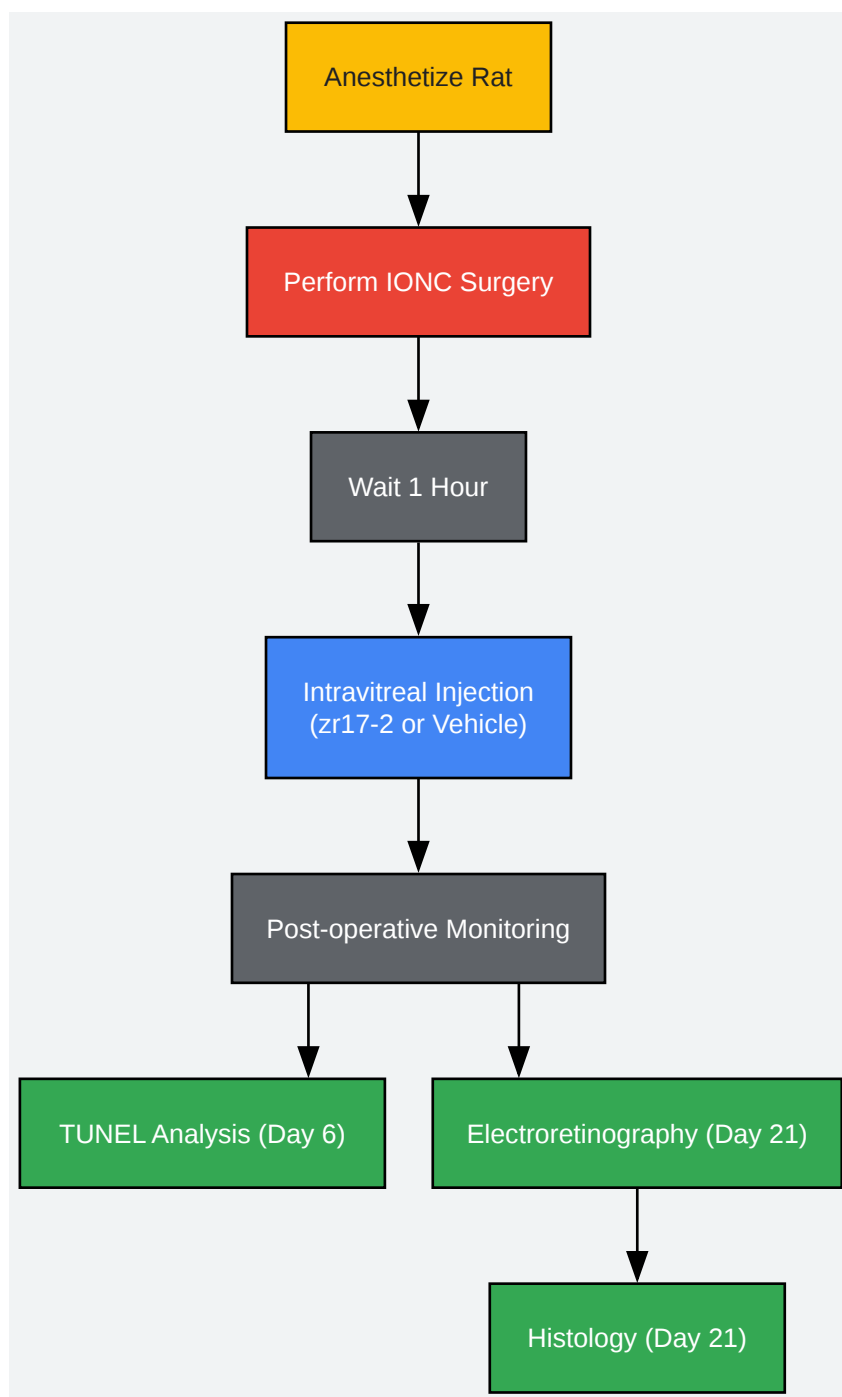 Anesthetize Rat
Perform IONC Surgery
Wait 1 Hour
Intravitreal Injection
(zr17-2 or Vehicle)
Post-operative Monitoring
TUNEL Analysis (Day 6)
Electroretinography (Day 21)
Histology (Day 21)